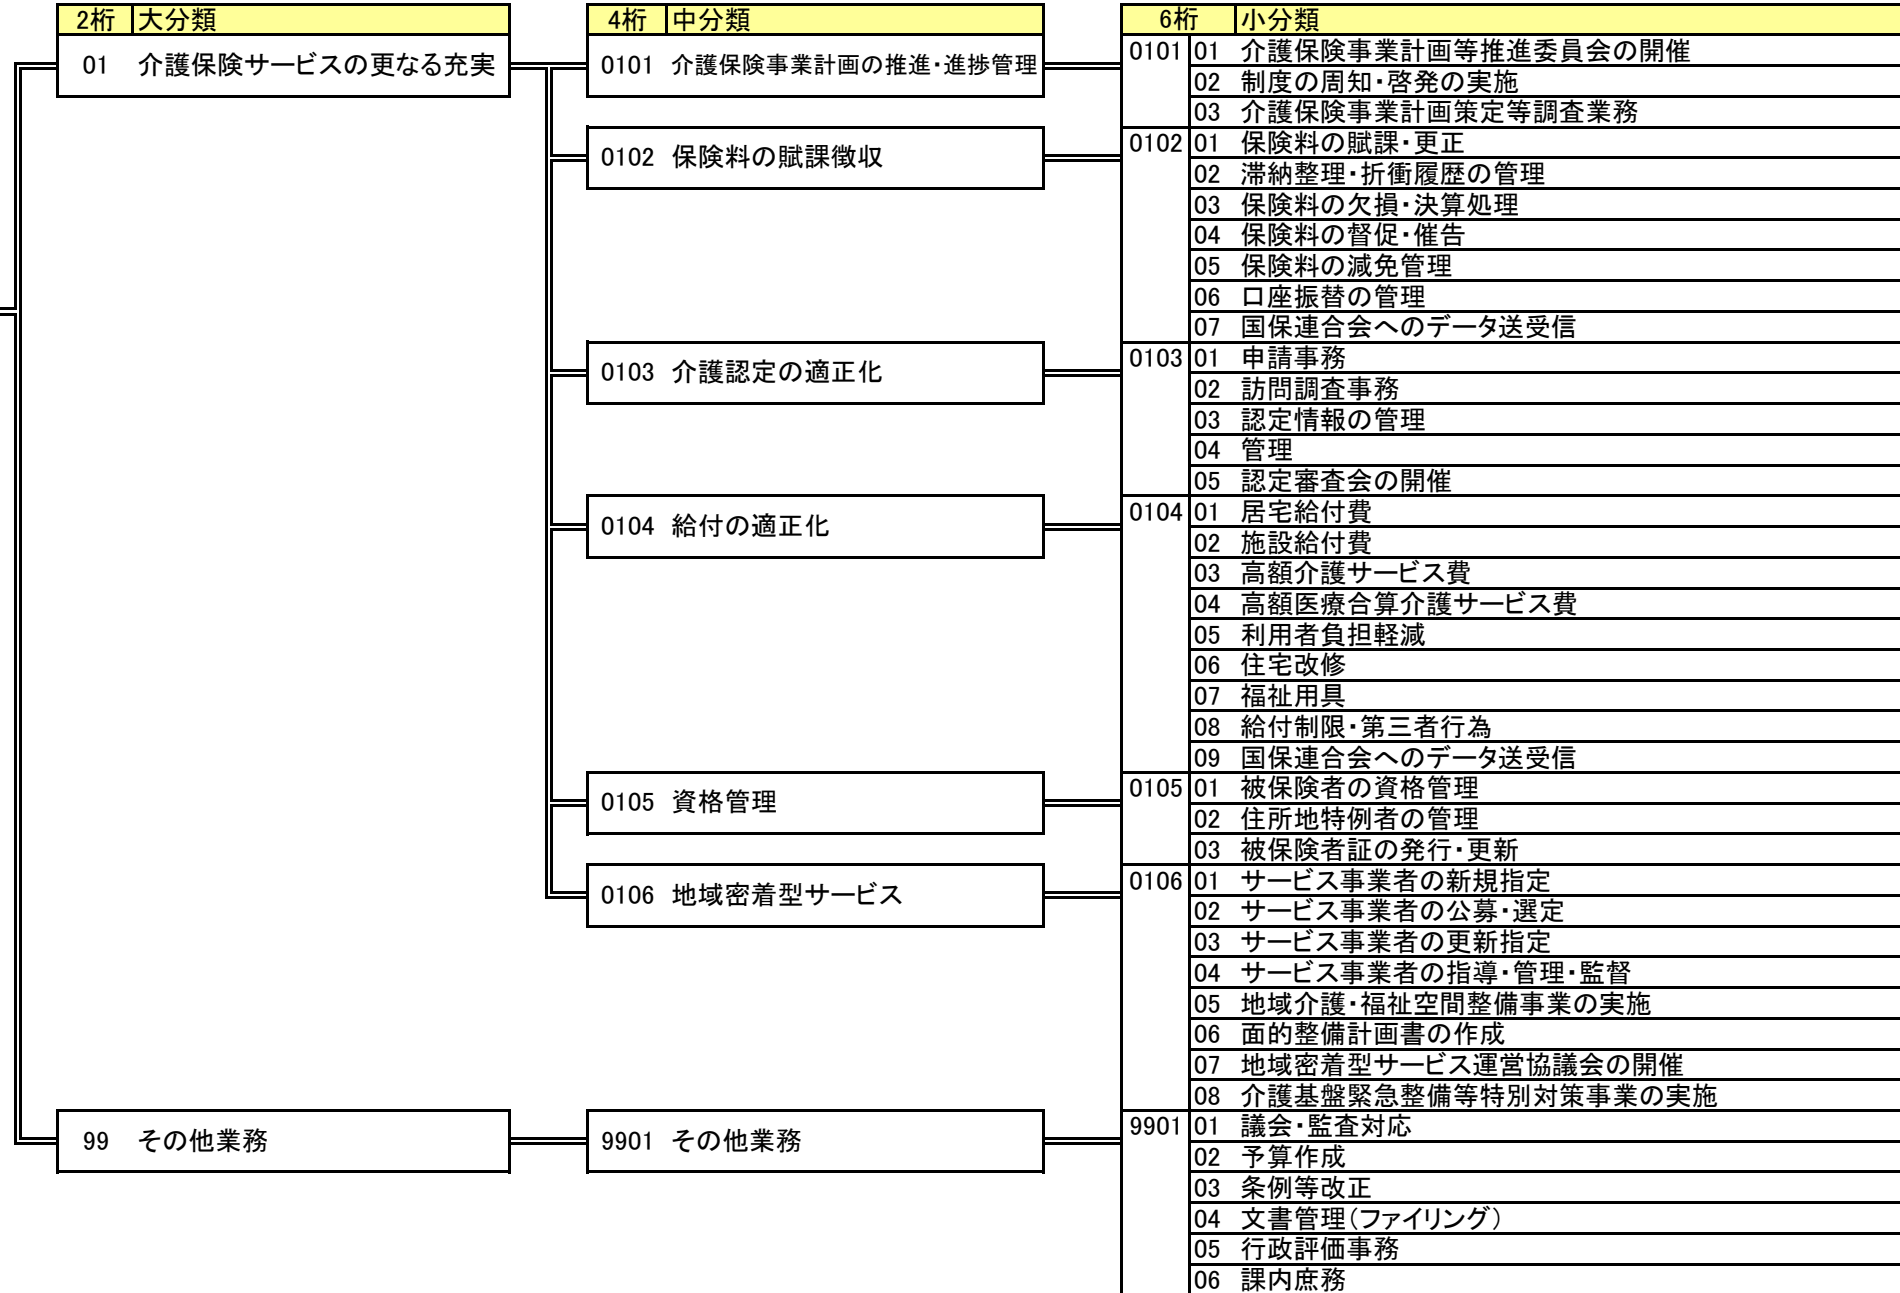 2桁 大分類 4桁 中分類 6桁 小分類
01 介護保険サービスの更なる充実 0101 介護保険事業計画の推進・進捗管理 0101 01 介護保険事業計画等推進委員会の開催
02 制度の周知・啓発の実施
03 介護保険事業計画策定等調査業務
0102 保険料の賦課徴収 0102 01 保険料の賦課・更正
02 滞納整理・折衝履歴の管理
03 保険料の欠損・決算処理
04 保険料の督促・催告
05 保険料の減免管理
06 口座振替の管理
07 国保連合会へのデータ送受信
0103 介護認定の適正化 0103 01 申請事務
02 訪問調査事務
03 認定情報の管理
04 管理
05 認定審査会の開催
0104 給付の適正化 0104 01 居宅給付費
02 施設給付費
03 高額介護サービス費
04 高額医療合算介護サービス費
05 利用者負担軽減
06 住宅改修
07 福祉用具
08 給付制限・第三者行為
09 国保連合会へのデータ送受信
0105 資格管理 0105 01 被保険者の資格管理
02 住所地特例者の管理
03 被保険者証の発行・更新
0106 地域密着型サービス 0106 01 サービス事業者の新規指定
02 サービス事業者の公募・選定
03 サービス事業者の更新指定
04 サービス事業者の指導・管理・監督
05 地域介護・福祉空間整備事業の実施
06 面的整備計画書の作成
07 地域密着型サービス運営協議会の開催
08 介護基盤緊急整備等特別対策事業の実施
99 その他業務 9901 その他業務 9901 01 議会・監査対応
02 予算作成
03 条例等改正
04 文書管理（ファイリング）
05 行政評価事務
06 課内庶務